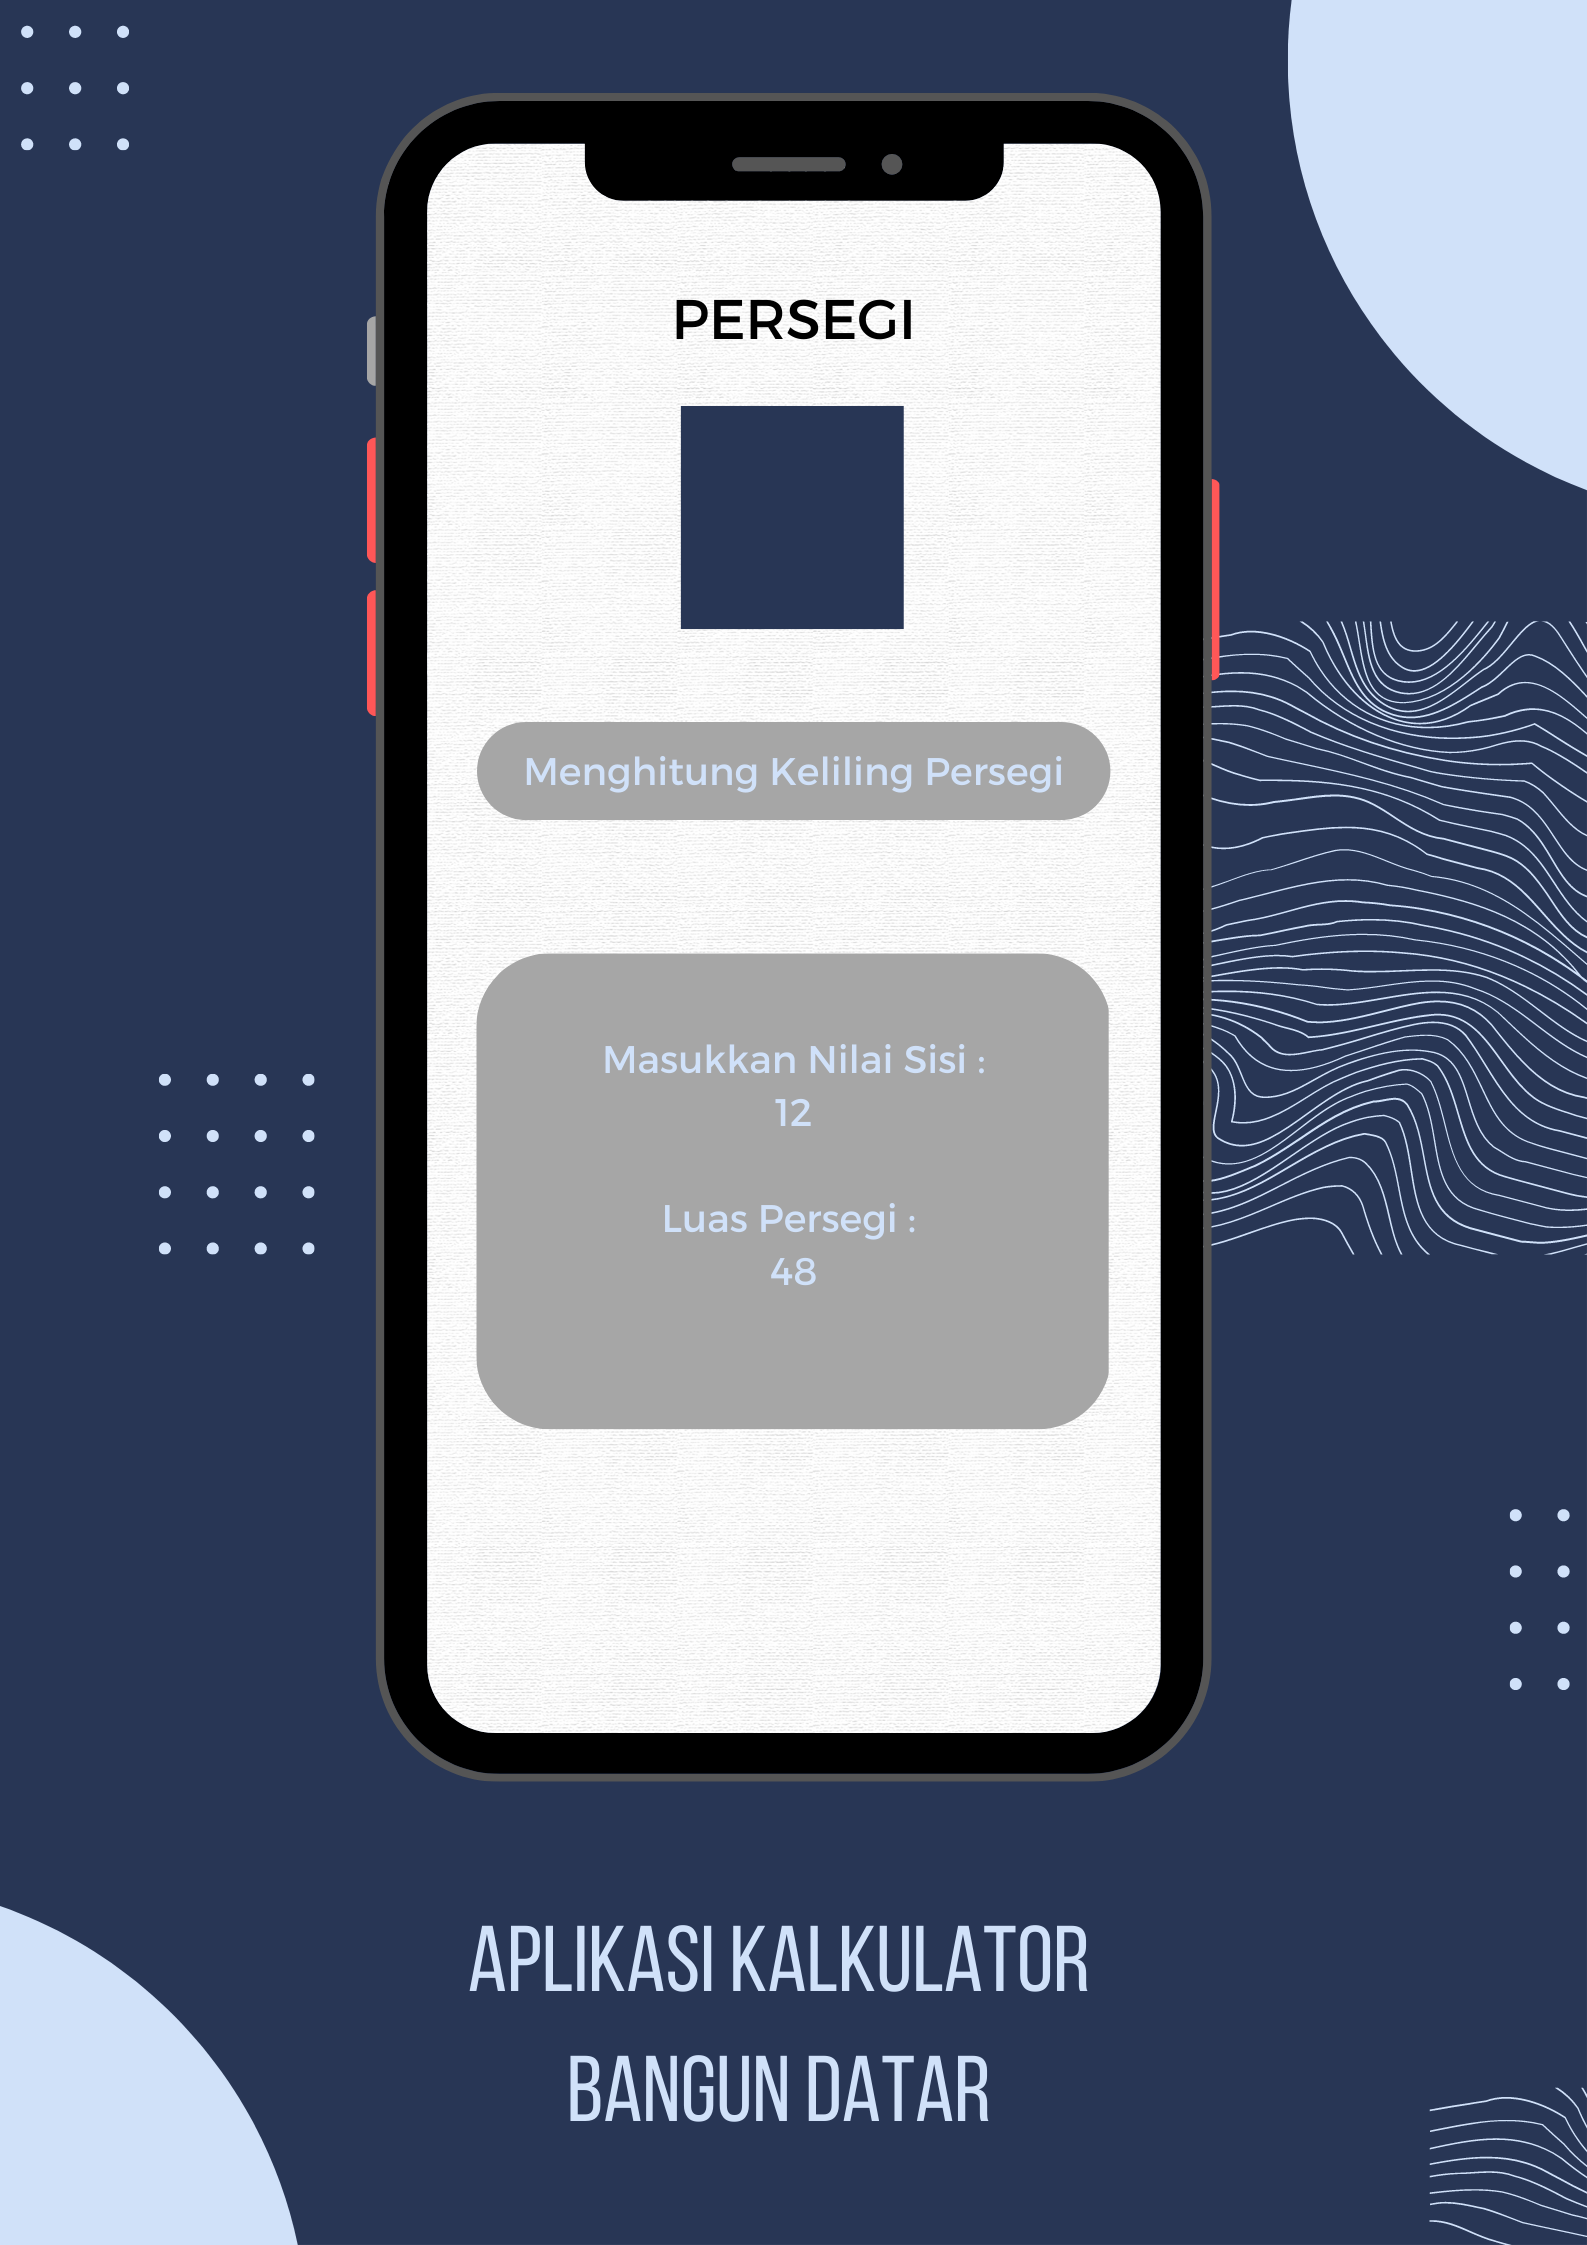 PERSEGI
Menghitung Keliling Persegi
Masukkan Nilai Sisi :
12
Luas Persegi :
48
APLIKASI KALKULATOR
BANGUN DATAR